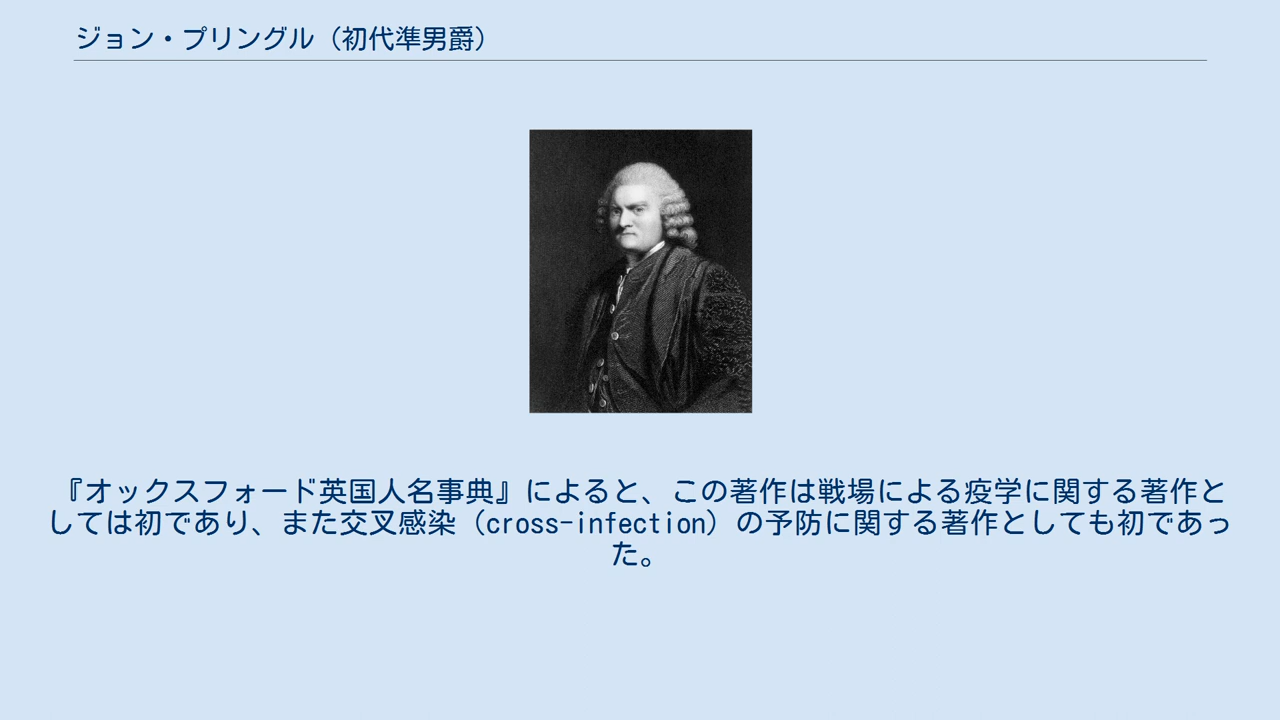 ジョン・プリングル（初代準男爵）
『オックスフォード英国人名事典』によると、この著作は戦場による疫学に関する著作と
しては初であり、また交叉感染（cross-infection）の予防に関する著作としても初であっ
た。